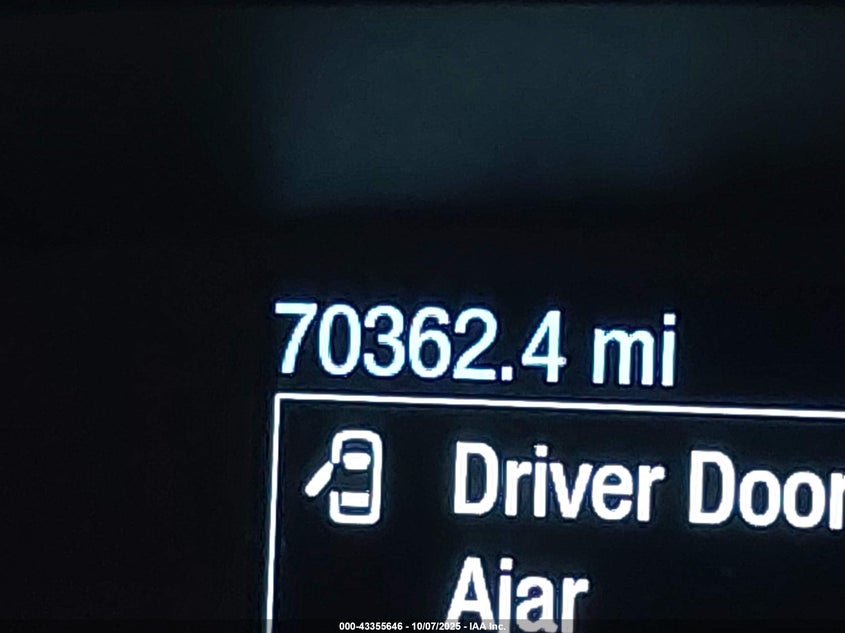 70362.4 mi
Driver Door
Ajar
000-43355646 - 10/07/2025 - IAA Inc.